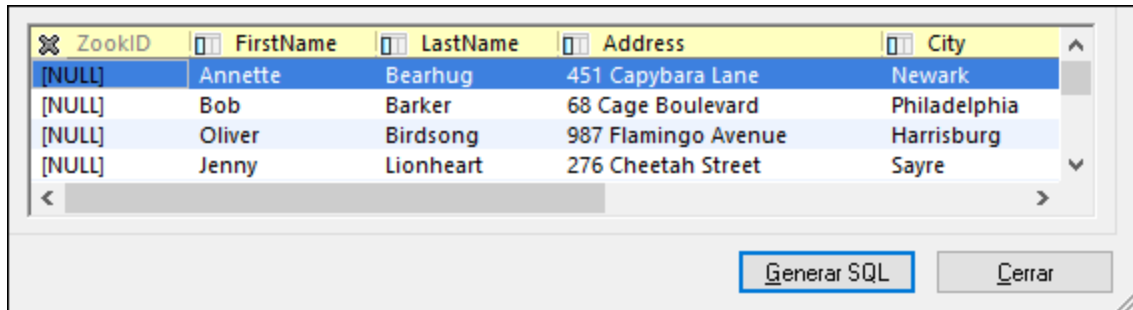 ZookID FirstName LastName Address City
[NULL] Annette Bearhug 451 Capybara Lane Newark
[NULL] Bob Barker 68 Cage Boulevard Philadelphia
[NULL] Oliver Birdsong 987 Flamingo Avenue Harrisburg
[NULL] Jenny Lionheart 276 Cheetah Street Sayre
Generar SQL Cerrar